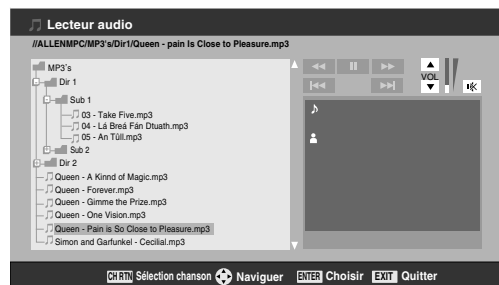 Lecteur audio
//ALLENMPC/MP3's/Dir1/Queen - pain Is Close to Pleasure.mp3
MP3's
Dir 1
Sub 1
03 - Take Five.mp3
04 - Lá Breá Fán Dtuath.mp3
05 - An Tûll.mp3
Sub 2
Dir 2
Queen - A Kinnd of Magic.mp3
Queen - Forever.mp3
Queen - Gimme the Prize.mp3
Queen - One Vision.mp3
Queen - Pain is So Close to Pleasure.mp3
Simon and Garfunkel - Cecilial.mp3
VOL
CH RTN Sélection chanson Naviguer ENTER Choisir EXIT Quitter